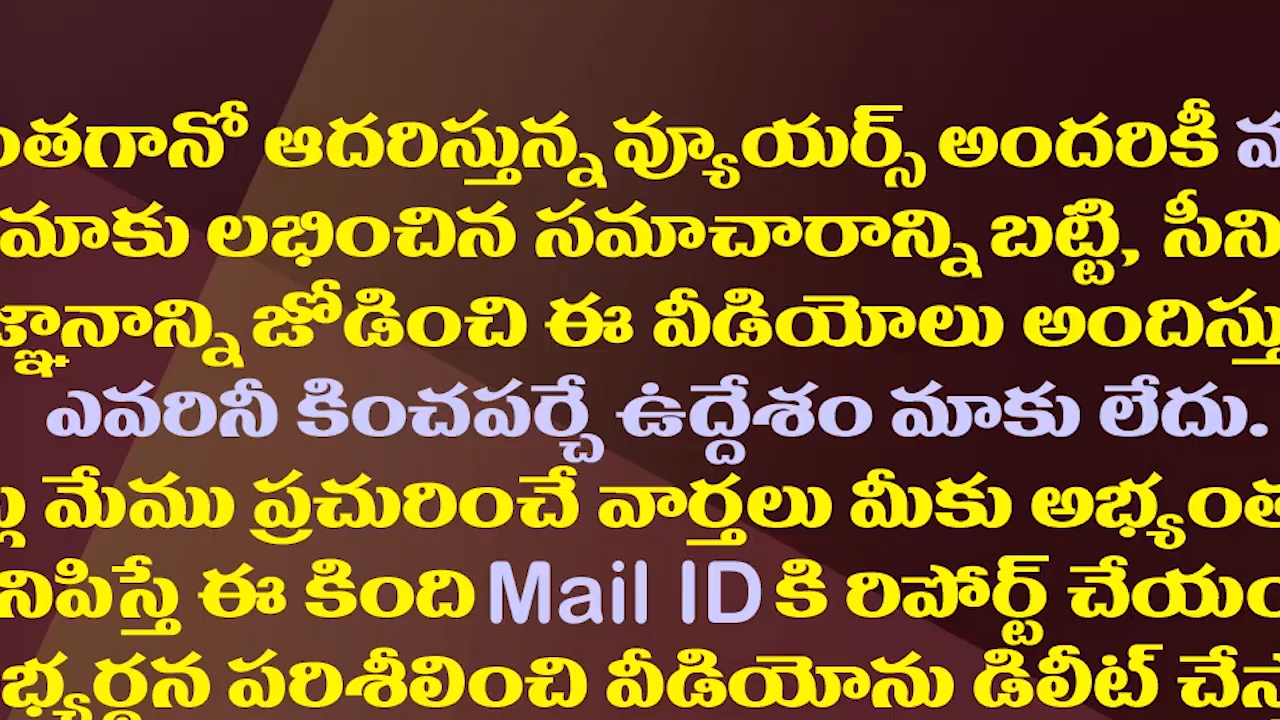 ంతగానో ఆదరిస్తున్న వ్యూయర్స్ అందరికీ
మాకు లభించిన సమాచారాన్ని బట్టి, సీని
జ్ఞానాన్ని జోడించి ఈ వీడియోలు అందిస్తు
ఎవరినీ కించపర్చే ఉద్దేశం మాకు లేదు.
మేము ప్రచురించే వార్తలు మీకు అభ్యంత
నిపిస్తే ఈ కింది Mail ID కి రిపోర్ట్ చేయం
భ్యర్థన పరిశీలించి వీడియోను డిలీట్ చేస